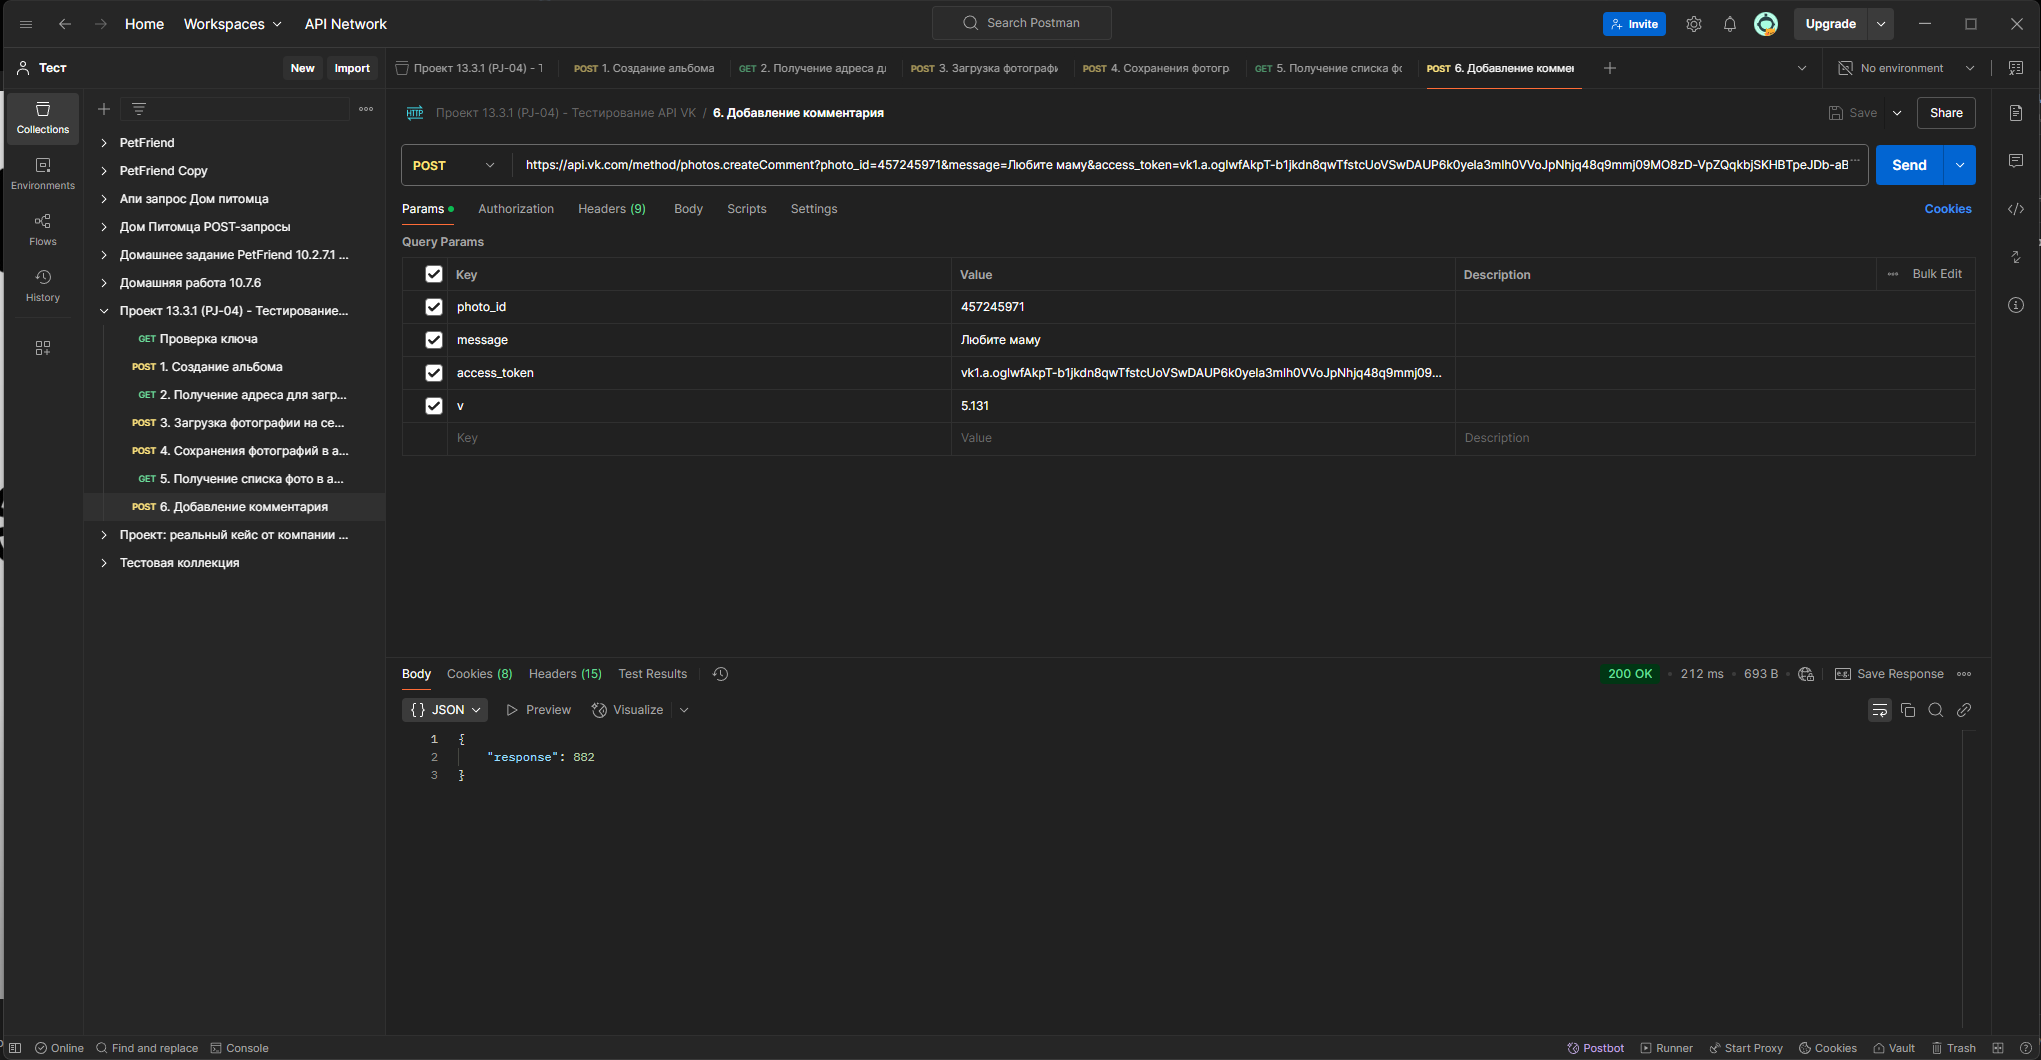 Home Workspaces API Network
Search Postman
Invite
Upgrade
Тест
New Import
Проект 13.3.1 (PJ-04) - Т
POST 1. Создание альбома
GET 2. Получение адреса дл
POST 3. Загрузка фотографи
POST 4. Сохранения фотогр
GET 5. Получение списка фо
POST 6. Добавление коммен
No environment
Collections
Environments
Flows
History
PetFriend
PetFriend Copy
Апи запрос Дом питомца
Дом Питомца POST-запросы
Домашнее задание PetFriend 10.2.7.1 ...
Домашняя работа 10.7.6
Проект 13.3.1 (PJ-04) - Тестирование...
GET Проверка ключа
POST 1. Создание альбома
GET 2. Получение адреса для загр...
POST 3. Загрузка фотографии на се...
POST 4. Сохранения фотографий в а...
GET 5. Получение списка фото в а...
POST 6. Добавление комментария
Проект: реальный кейс от компании ...
Тестовая коллекция
HTTP Проект 13.3.1 (PJ-04) - Тестирование API VK / 6. Добавление комментария
Save
Share
POST
https://api.vk.com/method/photos.createComment?photo_id=457245971&message=Любите маму&access_token=vk1.a.oglwfAkpT-b1jkdn8qwTfstcUoVSwDAUP6k0yela3mlh0VVoJpNhjq48q9mmj09MO8zD-VpZQqkbjSKHBTpeJDb-aB
Send
Params Authorization Headers (9) Body Scripts Settings
Cookies
Query Params
Key Value Description
Bulk Edit
photo_id 457245971
message Любите маму
access_token vk1.a.oglwfAkpT-b1jkdn8qwTfstcUoVSwDAUP6k0yela3mlh0VVoJpNhjq48q9mmj09...
v 5.131
Key Value Description
Body Cookies (8) Headers (15) Test Results
200 OK • 212 ms • 693 B •
Save Response
{} JSON Preview Visualize
1 {
2 "response": 882
3 }
Online Find and replace Console
Postbot Runner Start Proxy Cookies Vault Trash